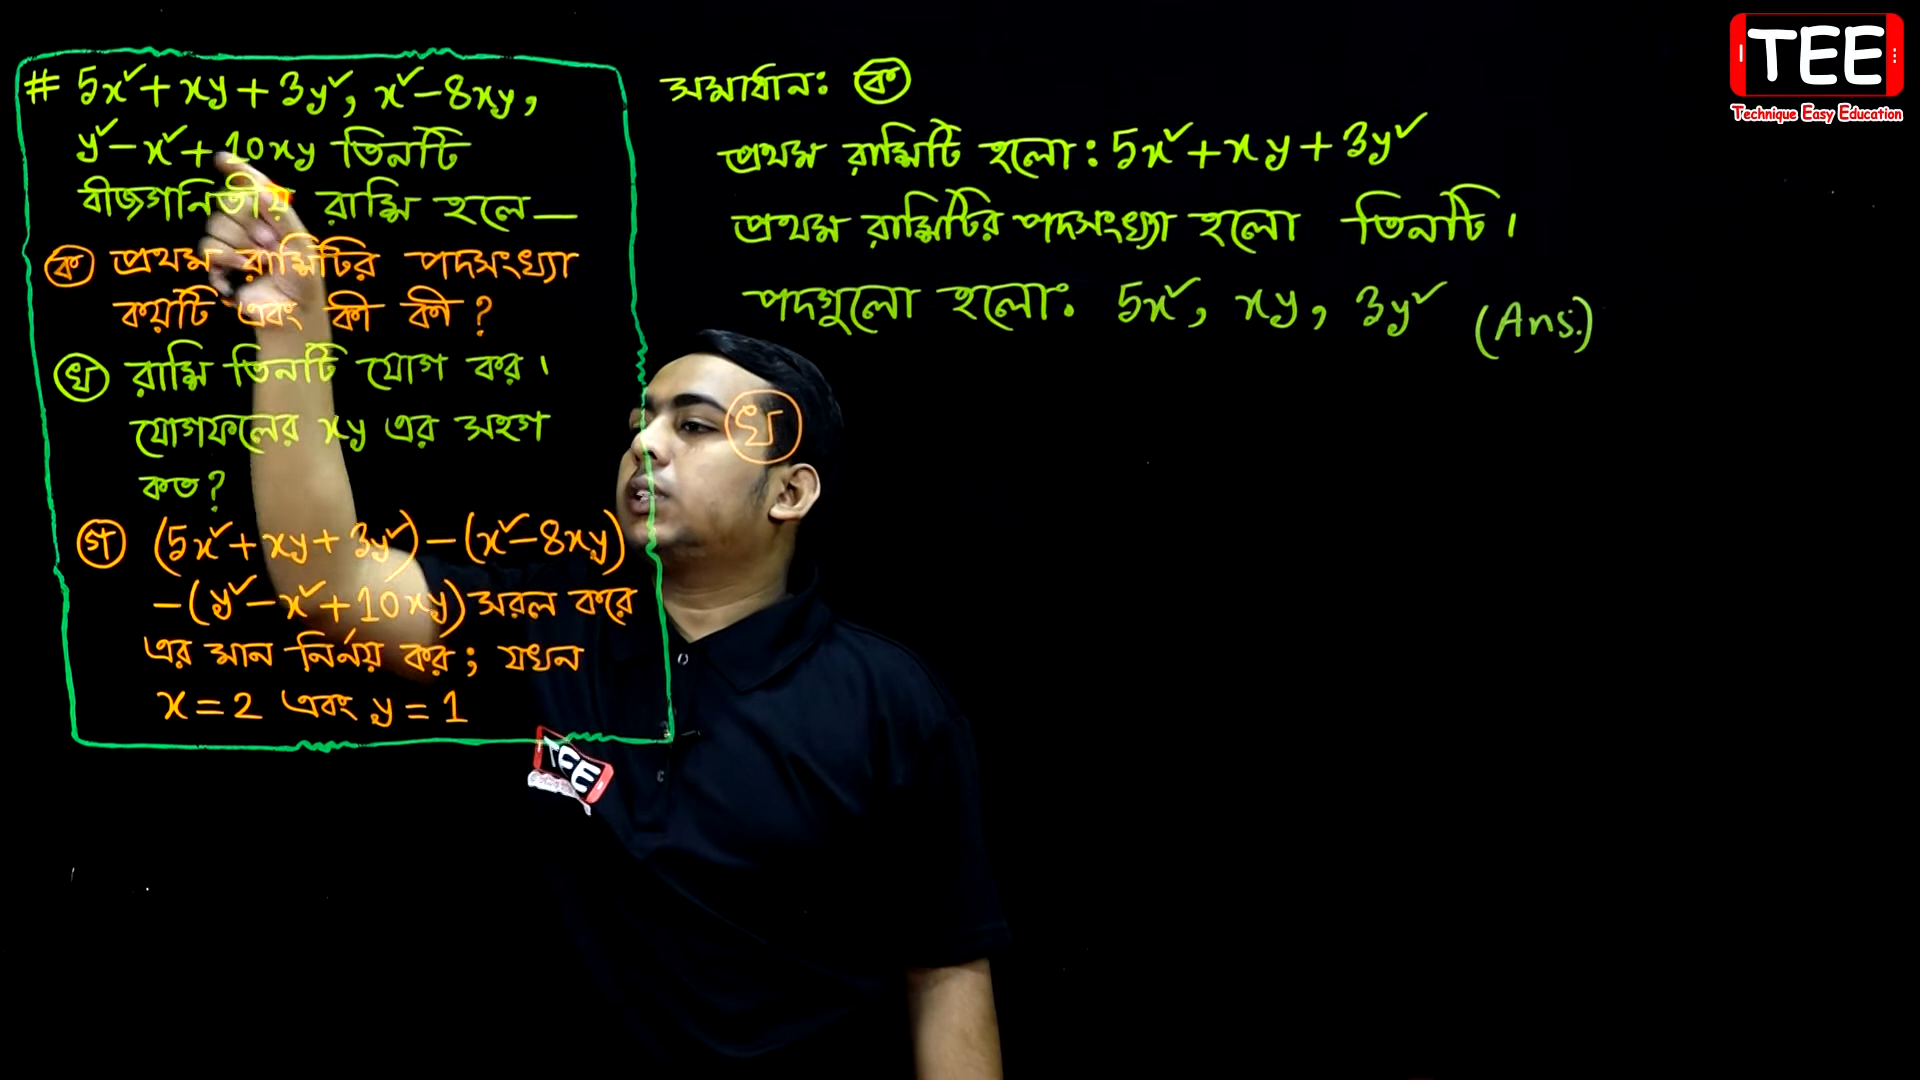 # 5x² + xy + 3y², x² - 8xy,
y² - x² + 10xy তিনটি
বীজগনিতীয় রাশি হলে—
ক প্রথম রাশিটির পদসংখ্যা
কয়টি এবং কী কী ?
খ রাশি তিনটি যোগ কর।
যোগফলের xy এর সহগ
কত?
গ (5x² + xy + 3y²) - (x² - 8xy)
- (y² - x² + 10xy) সরল করে
এর মান নির্নয় কর; যখন
x = 2 এবং y = 1
সমাধান: ক
প্রথম রাশিটি হলো: 5x² + xy + 3y²
প্রথম রাশিটির পদসংখ্যা হলো তিনটি।
পদগুলো হলো: 5x², xy, 3y² (Ans:)
খ
TEE
Technique Easy Education
TEE